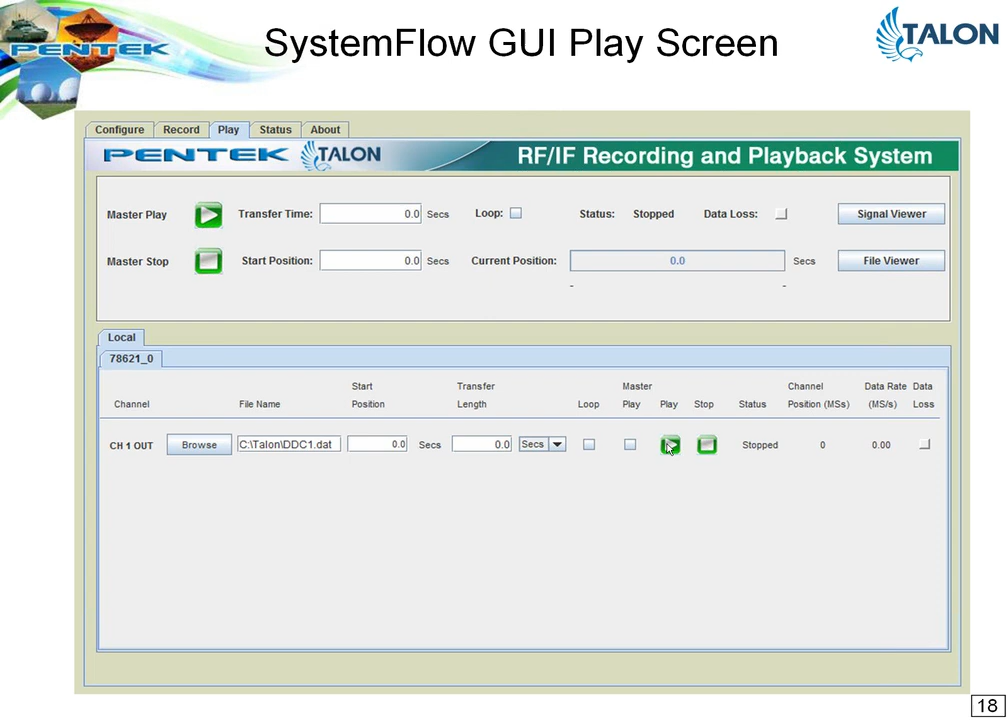 PENTEK
SystemFlow GUI Play Screen
TALON
Configure Record Play Status About
PENTEK TALON RF/IF Recording and Playback System
Master Play Transfer Time: 0.0 Secs Loop: Status: Stopped Data Loss: Signal Viewer
Master Stop Start Position: 0.0 Secs Current Position: 0.0 Secs File Viewer
- -
Local
78621_0
Start Transfer Master Channel Data Rate Data
Channel File Name Position Length Loop Play Play Stop Status Position (MSs) (MS/s) Loss
CH 1 OUT Browse C:\Talon\DDC1.dat 0.0 Secs 0.0 Secs Stopped 0 0.00
18